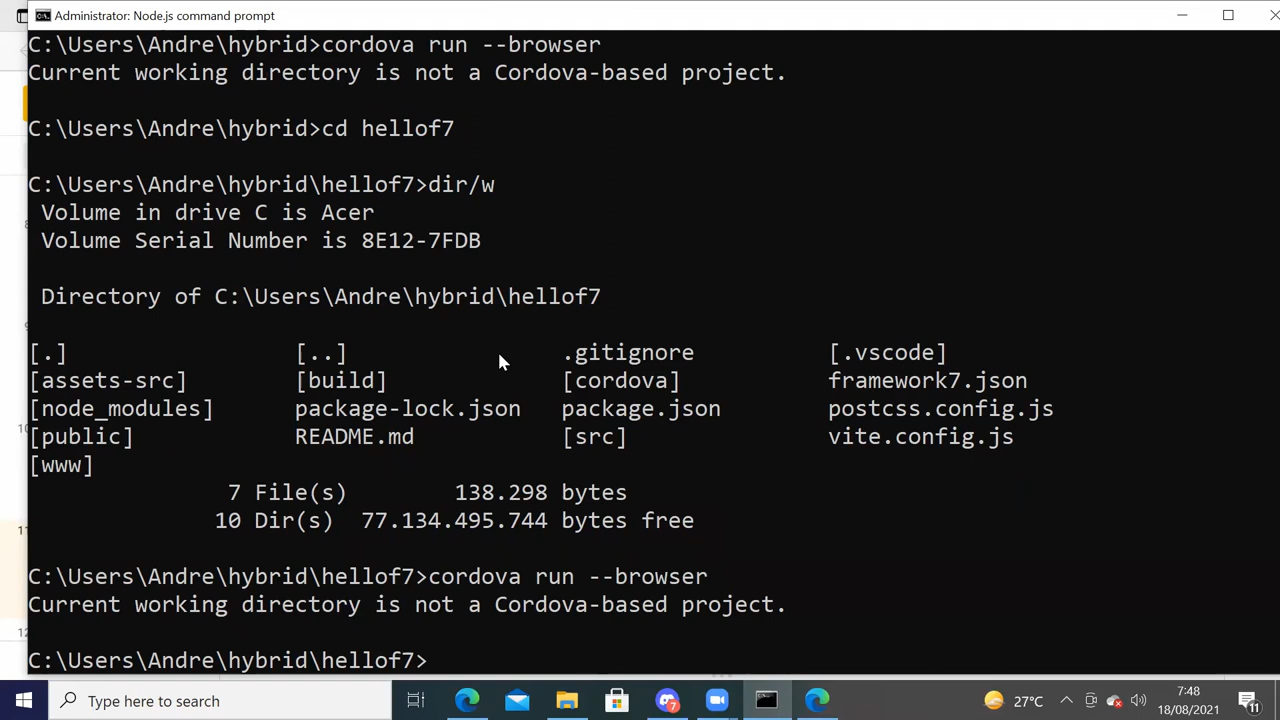 Administrator: Node.js command prompt
C:\Users\Andre\hybrid>cordova run --browser
Current working directory is not a Cordova-based project.
C:\Users\Andre\hybrid>cd hellof7
C:\Users\Andre\hybrid\hellof7>dir/w
Volume in drive C is Acer
Volume Serial Number is 8E12-7FDB
Directory of C:\Users\Andre\hybrid\hellof7
[.] [..] .gitignore [.vscode]
[assets-src] [build] [cordova] framework7.json
[node_modules] package-lock.json package.json postcss.config.js
[public] README.md [src] vite.config.js
[www]
7 File(s) 138.298 bytes
10 Dir(s) 77.134.495.744 bytes free
C:\Users\Andre\hybrid\hellof7>cordova run --browser
Current working directory is not a Cordova-based project.
C:\Users\Andre\hybrid\hellof7>
Type here to search
7
27°C
7:48
18/08/2021
11